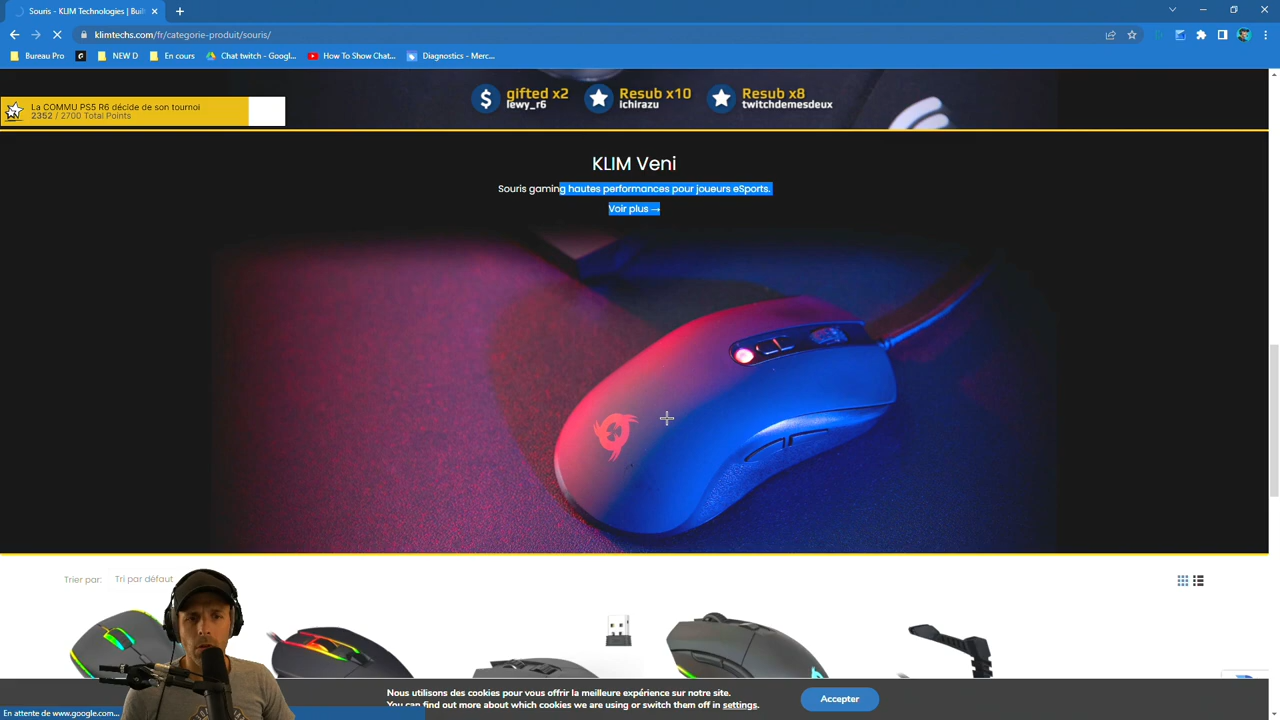 Souris - KLIM Technologies | Buil
klimtechs.com/fr/categorie-produit/souris/
Bureau Pro
NEW D
En cours
Chat twitch - Googl...
How To Show Chat...
Diagnostics - Merc...
gifted x2
lewy_r6
Resub x10
ichirazu
Resub x8
twitchdemesdeux
La COMMU PS5 R6 décide de son tournoi
2352 / 2700 Total Points
KLIM Veni
Souris gaming hautes performances pour joueurs eSports.
Voir plus →
Trier par:
Tri par défaut
Nous utilisons des cookies pour vous offrir la meilleure expérience sur notre site.
You can find out more about which cookies we are using or switch them off in settings.
Accepter
En attente de www.google.com...